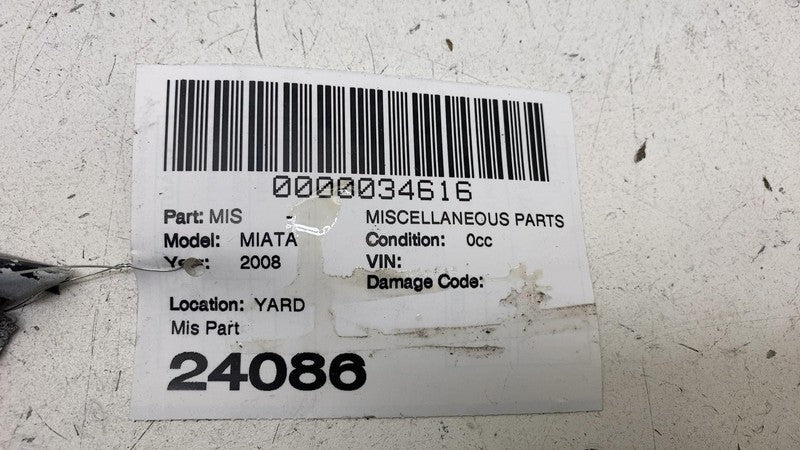 0000034616
Part: MIS - MISCELLANEOUS PARTS
Model: MIATA Condition: 0cc
Year: 2008 VIN:
Damage Code:
Location: YARD
Mis Part
24086